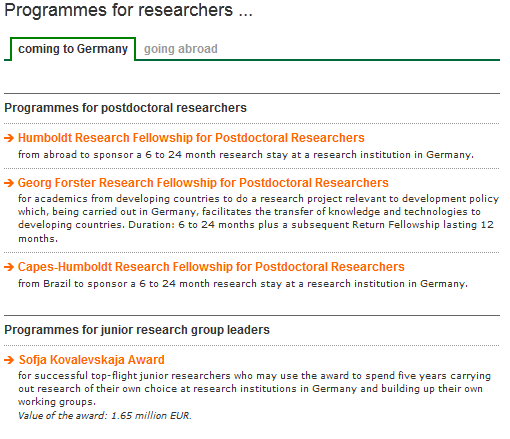 Programmes for researchers ...
coming to Germany
going abroad
Programmes for postdoctoral researchers
Humboldt Research Fellowship for Postdoctoral Researchers
from abroad to sponsor a 6 to 24 month research stay at a research institution in Germany.
Georg Forster Research Fellowship for Postdoctoral Researchers
for academics from developing countries to do a research project relevant to development policy
which, being carried out in Germany, facilitates the transfer of knowledge and technologies to
developing countries. Duration: 6 to 24 months plus a subsequent Return Fellowship lasting 12
months.
Capes-Humboldt Research Fellowship for Postdoctoral Researchers
from Brazil to sponsor a 6 to 24 month research stay at a research institution in Germany.
Programmes for junior research group leaders
Sofja Kovalevskaja Award
for successful top-flight junior researchers who may use the award to spend five years carrying
out research of their own choice at research institutions in Germany and building up their own
working groups.
Value of the award: 1.65 million EUR.